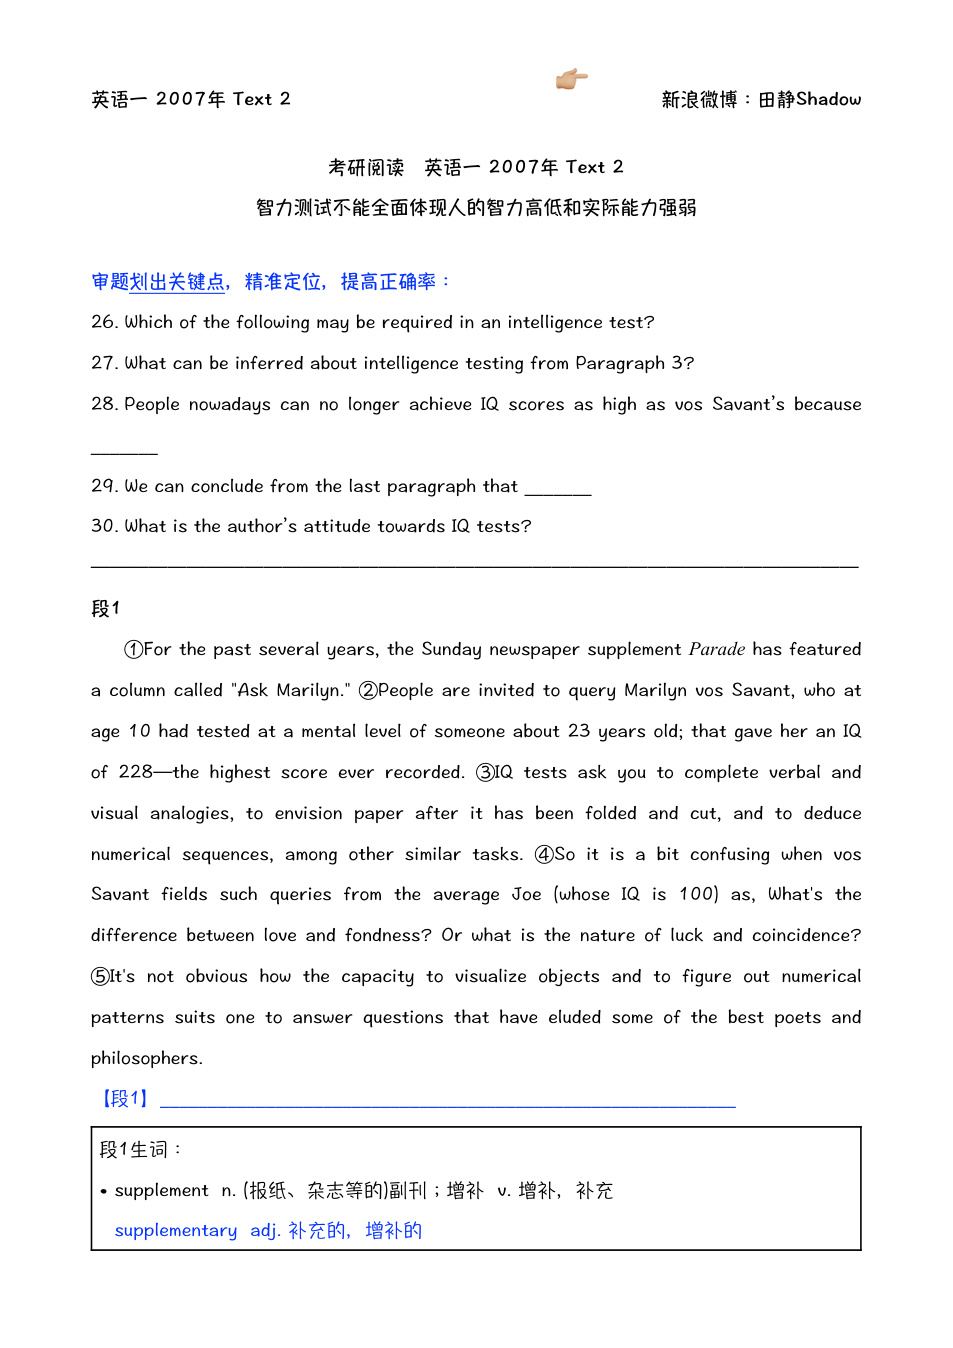 英语一 2007年 Text 2 新浪微博：田静Shadow
考研阅读 英语一 2007年 Text 2
智力测试不能全面体现人的智力高低和实际能力强弱
审题划出关键点，精准定位，提高正确率：
26. Which of the following may be required in an intelligence test?
27. What can be inferred about intelligence testing from Paragraph 3?
28. People nowadays can no longer achieve IQ scores as high as vos Savant's because
_______
29. We can conclude from the last paragraph that _______
30. What is the author's attitude towards IQ tests?
段1
①For the past several years, the Sunday newspaper supplement Parade has featured
a column called "Ask Marilyn." ②People are invited to query Marilyn vos Savant, who at
age 10 had tested at a mental level of someone about 23 years old; that gave her an IQ
of 228—the highest score ever recorded. ③IQ tests ask you to complete verbal and
visual analogies, to envision paper after it has been folded and cut, and to deduce
numerical sequences, among other similar tasks. ④So it is a bit confusing when vos
Savant fields such queries from the average Joe (whose IQ is 100) as, What's the
difference between love and fondness? Or what is the nature of luck and coincidence?
⑤It's not obvious how the capacity to visualize objects and to figure out numerical
patterns suits one to answer questions that have eluded some of the best poets and
philosophers.
【段1】____________________________________________________________
段1生词：
• supplement n. (报纸、杂志等的)副刊；增补 v. 增补，补充
supplementary adj. 补充的，增补的